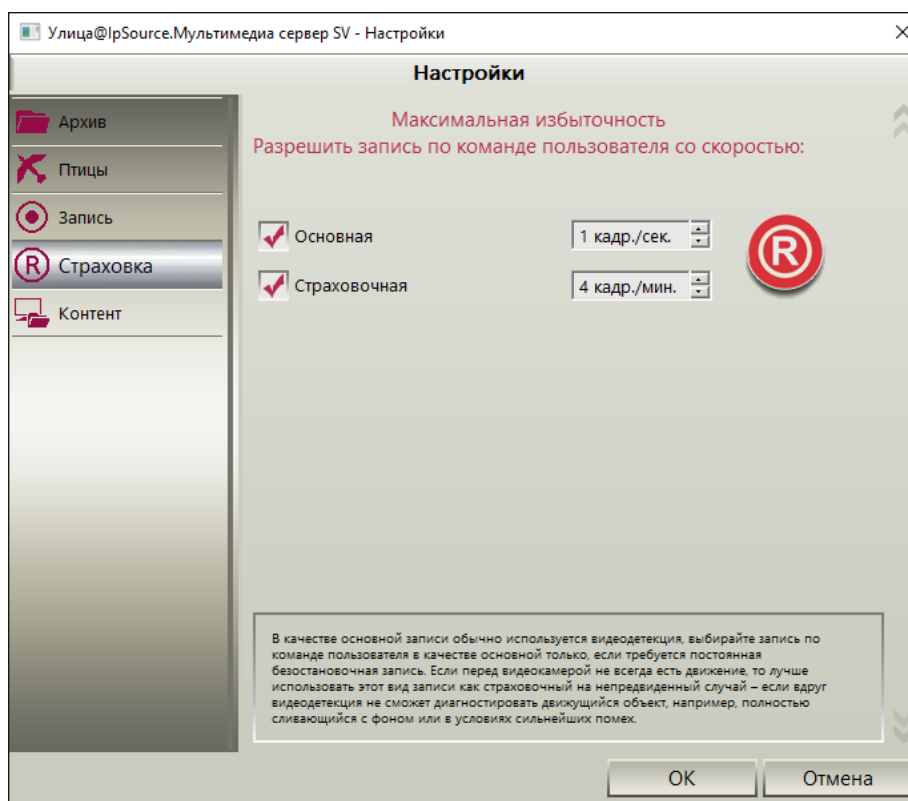 Улица@IpSource.Мультимедиа сервер SV - Настройки
Настройки
Архив
Птицы
Запись
R Страховка
Контент
Максимальная избыточность
Разрешить запись по команде пользователя со скоростью:
Основная 1 кадр./сек.
R
Страховочная 4 кадр./мин.
В качестве основной записи обычно используется видеодетекция, выбирайте запись по
команде пользователя в качестве основной только, если требуется постоянная
безостановочная запись. Если перед видеокамерой не всегда есть движение, то лучше
использовать этот вид записи как страховочный на непредвиденный случай – если вдруг
видеодетекция не сможет диагностировать движущийся объект, например, полностью
сливающийся с фоном или в условиях сильнейших помех.
ОК Отмена